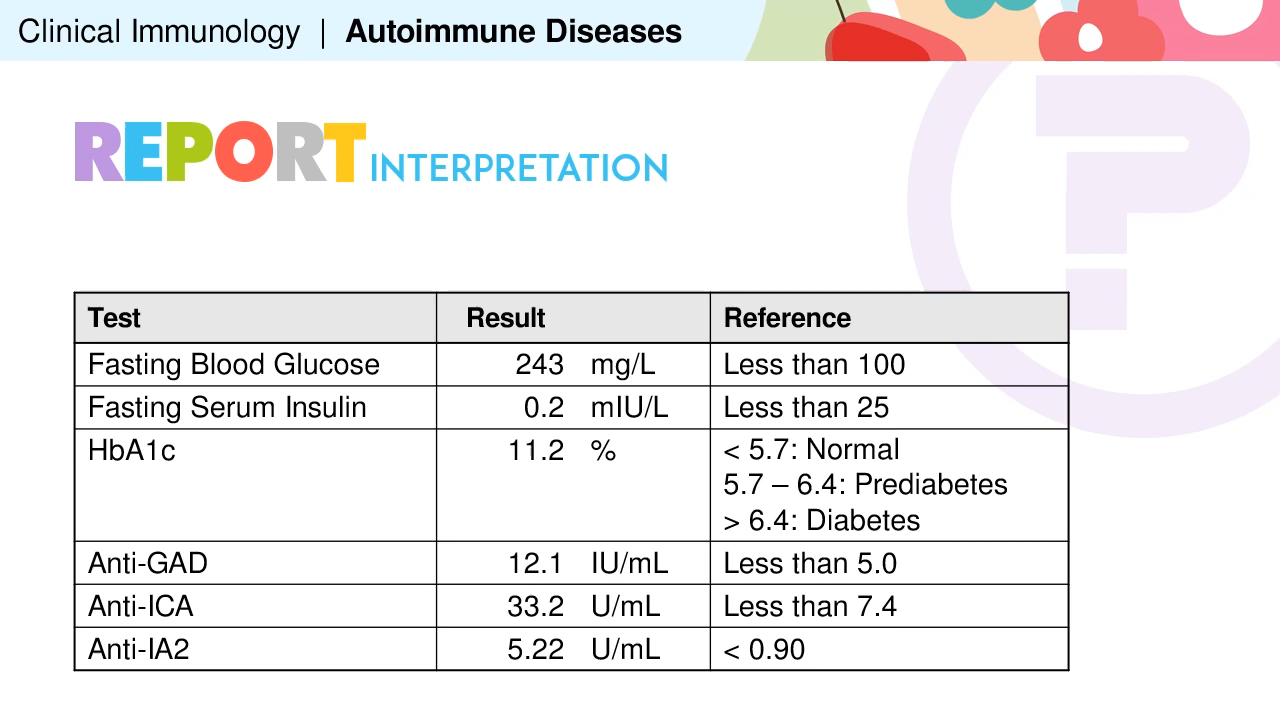 Clinical Immunology | Autoimmune Diseases
REPORT INTERPRETATION
Test Result Reference
Fasting Blood Glucose 243 mg/L Less than 100
Fasting Serum Insulin 0.2 mIU/L Less than 25
HbA1c 11.2 % < 5.7: Normal
5.7 – 6.4: Prediabetes
> 6.4: Diabetes
Anti-GAD 12.1 IU/mL Less than 5.0
Anti-ICA 33.2 U/mL Less than 7.4
Anti-IA2 5.22 U/mL < 0.90